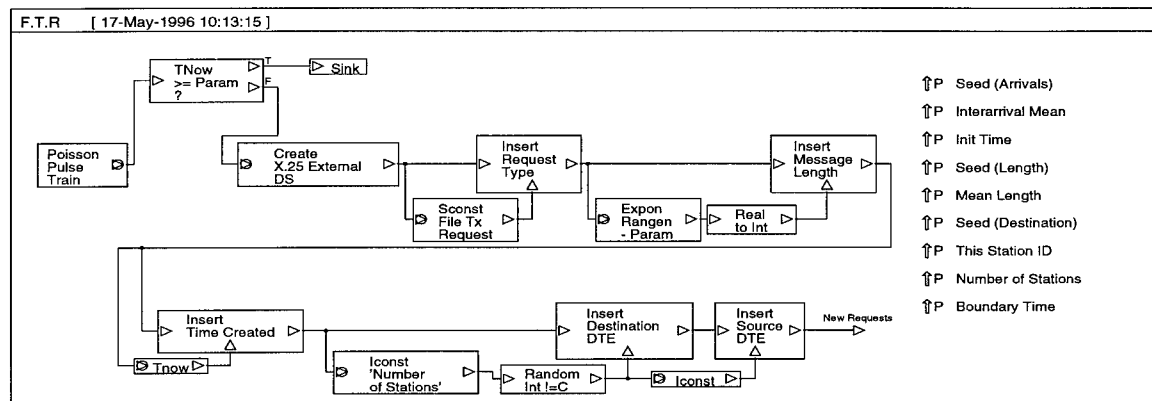 F.T.R [ 17-May-1996 10:13:15 ]
TNow
>= Param
?
T
F
Sink
Poisson
Pulse
Train
Create
X.25 External
DS
Insert
Request
Type
Insert
Message
Length
Sconst
File Tx
Request
Expon
Rangen
- Param
Real
to Int
Insert
Time Created
Tnow
Insert
Destination
DTE
Insert
Source
DTE
New Requests
Iconst
'Number
of Stations'
Random
Int !=C
Iconst
⇑P Seed (Arrivals)
⇑P Interarrival Mean
⇑P Init Time
⇑P Seed (Length)
⇑P Mean Length
⇑P Seed (Destination)
⇑P This Station ID
⇑P Number of Stations
⇑P Boundary Time